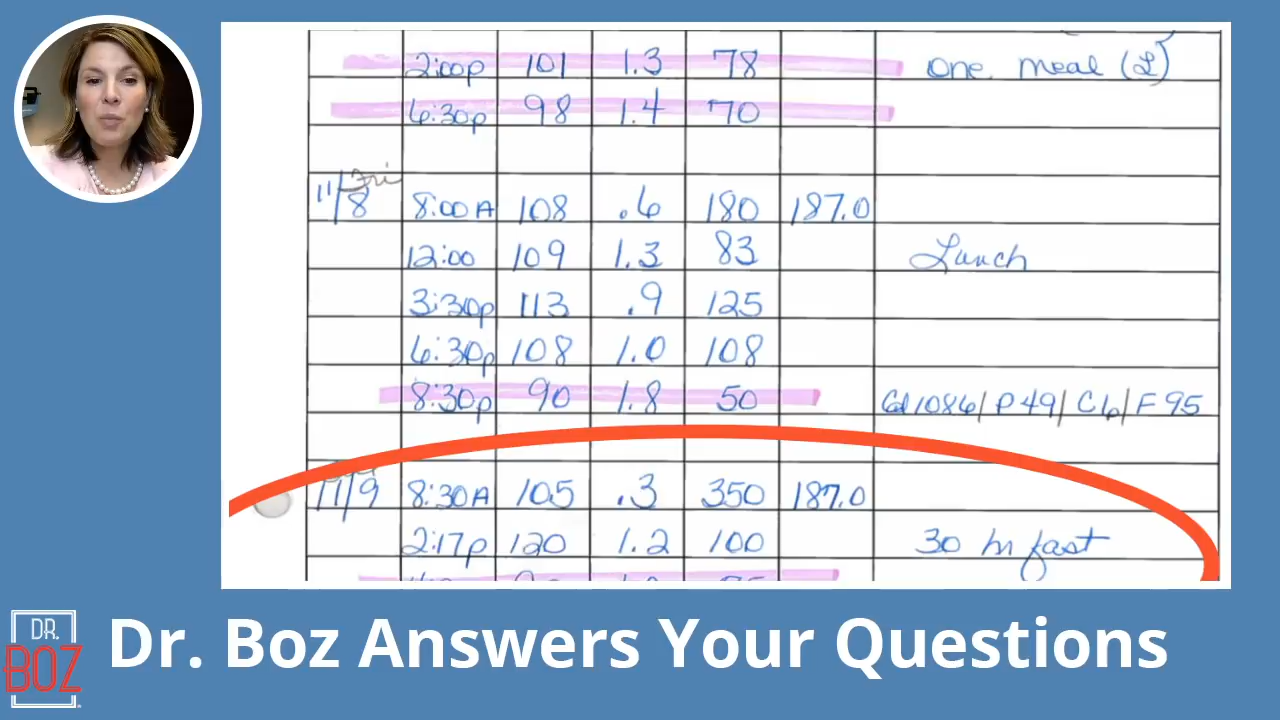 2:00p 101 1.3 78 one meal (L)
6:30p 98 1.4 70
Fri
11/8 8:00A 108 .6 180 187.0
12:00 109 1.3 83 Lunch
3:30p 113 .9 125
6:30p 108 1.0 108
8:30p 90 1.8 50 Cal 1086/ P 49/ C 6/ F 95
11/9 8:30A 105 .3 350 187.0
2:17p 120 1.2 100 30 hr fast
DR. BOZ
Dr. Boz Answers Your Questions